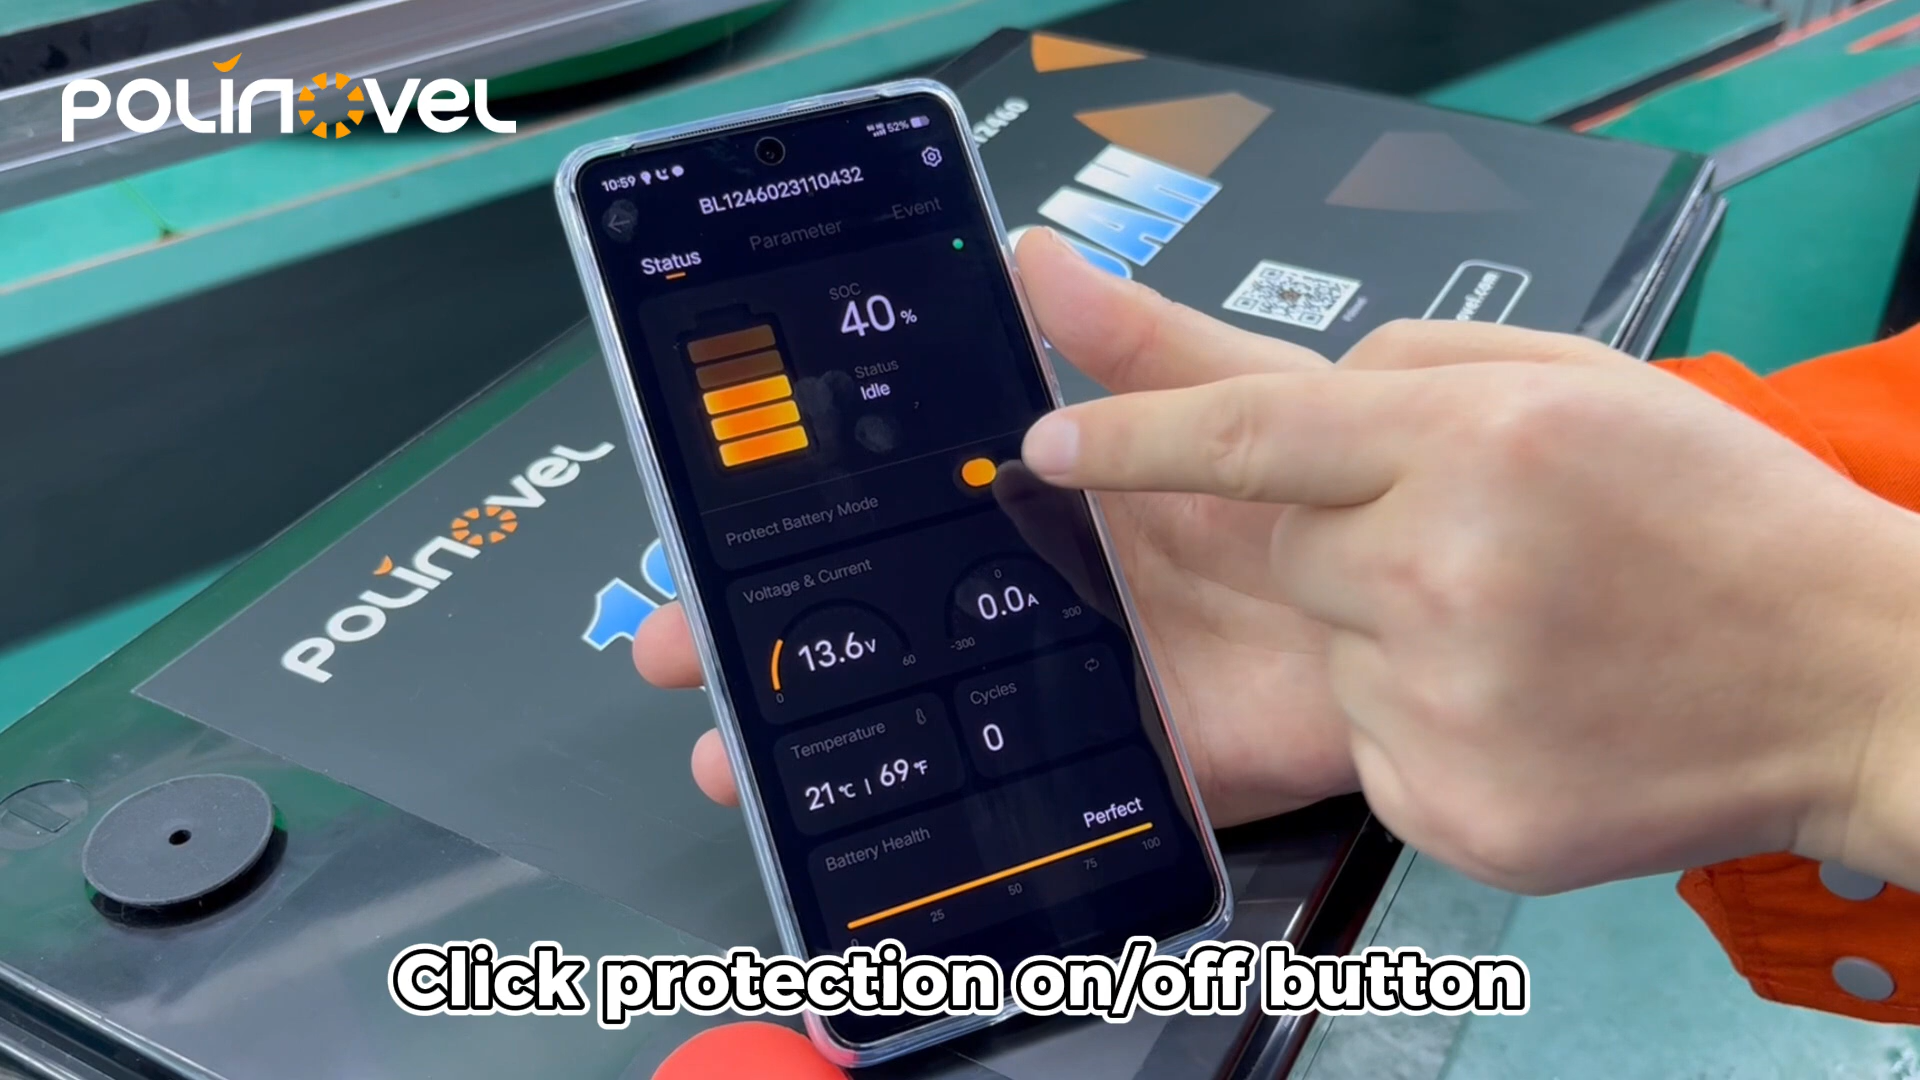 POLINOVEL
10:59
52%
BL1246023110432
Status
Parameter
Event
SOC
40 %
Status
Idle
Protect Battery Mode
Voltage & Current
13.6V
0
60
0
0.0A
-300
300
Temperature
21°C | 69°F
Cycles
0
Battery Health
Perfect
0
25
50
75
100
POLINOVEL
Click protection on/off button